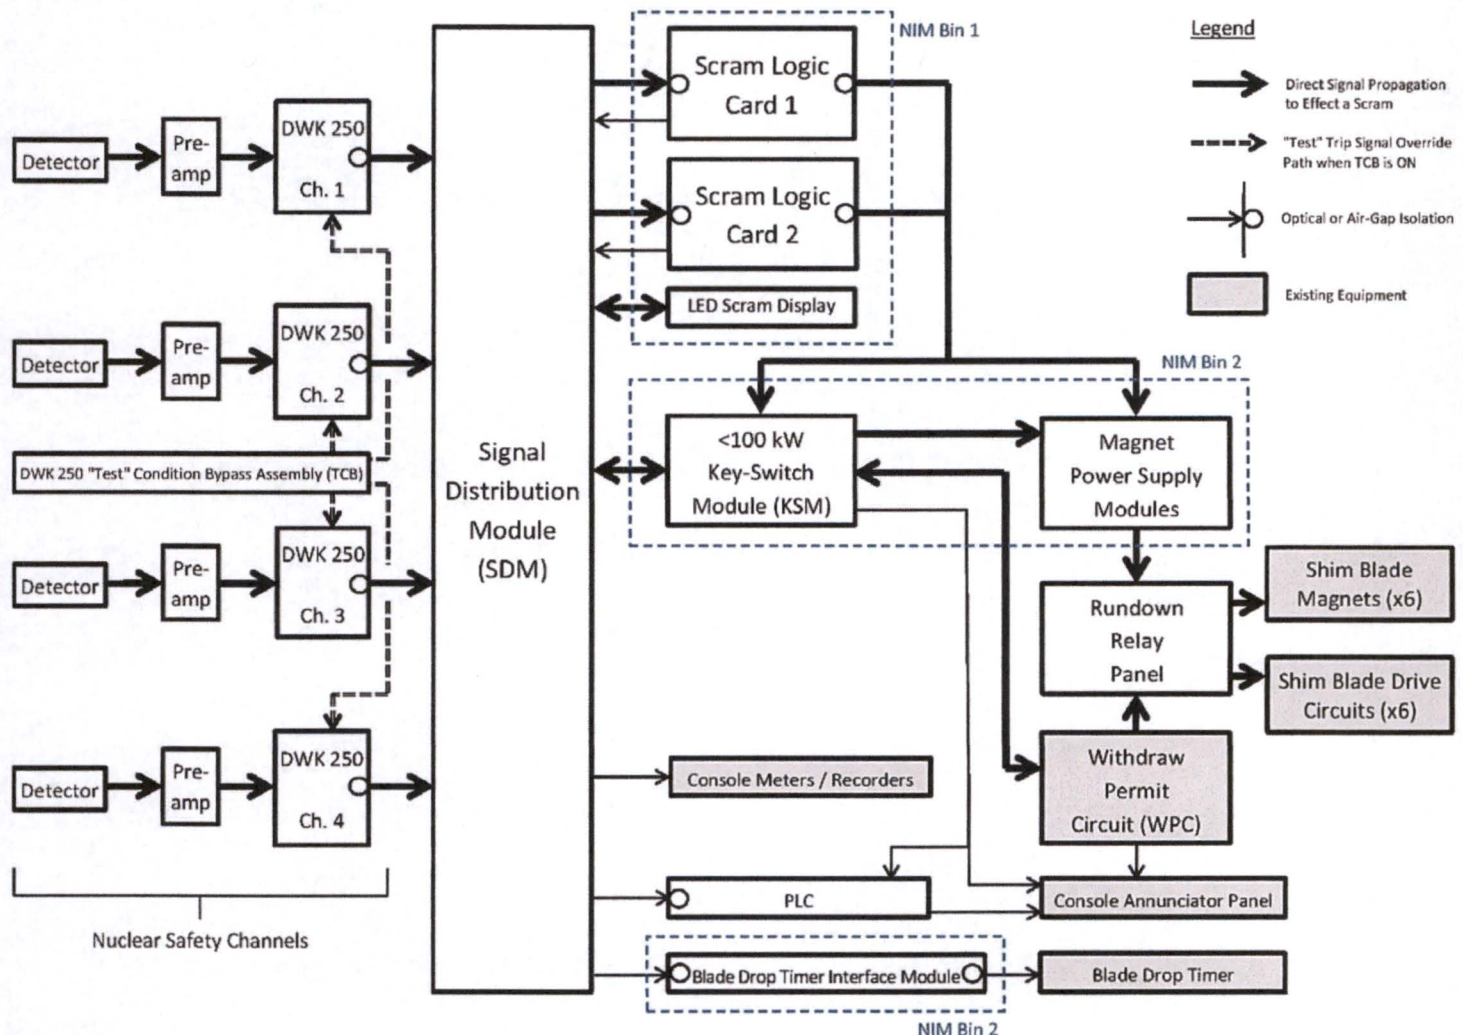 NIM Bin 1
Legend
Scram Logic
Card 1
Direct Signal Propagation
to Effect a Scram
DWK 250
Ch. 1
Pre-
amp
Detector
"Test" Trip Signal Override
Path when TCB is ON
Scram Logic
Card 2
Optical or Air-Gap Isolation
LED Scram Display
Existing Equipment
DWK 250
Ch. 2
Pre-
amp
Detector
NIM Bin 2
<100 kW
Key-Switch
Module (KSM)
Magnet
Power Supply
Modules
DWK 250 "Test" Condition Bypass Assembly (TCB)
Signal
Distribution
Module
(SDM)
DWK 250
Ch. 3
Pre-
amp
Detector
Rundown
Relay
Panel
Shim Blade
Magnets (x6)
Shim Blade Drive
Circuits (x6)
DWK 250
Ch. 4
Pre-
amp
Detector
Console Meters / Recorders
Withdraw
Permit
Circuit (WPC)
PLC
Console Annunciator Panel
Nuclear Safety Channels
Blade Drop Timer Interface Module
Blade Drop Timer
NIM Bin 2